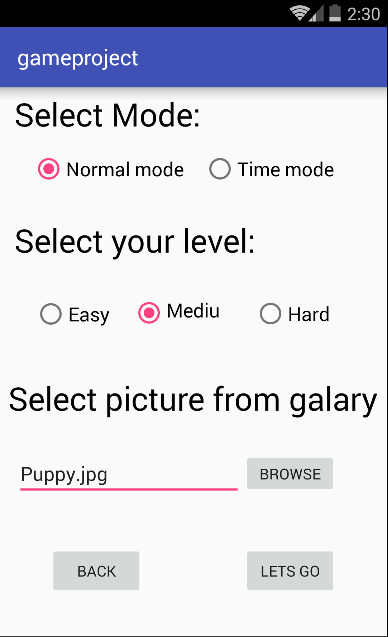 2:30
gameproject
Select Mode:
Normal mode Time mode
Select your level:
Easy Mediu Hard
Select picture from galary
Puppy.jpg BROWSE
BACK LETS GO